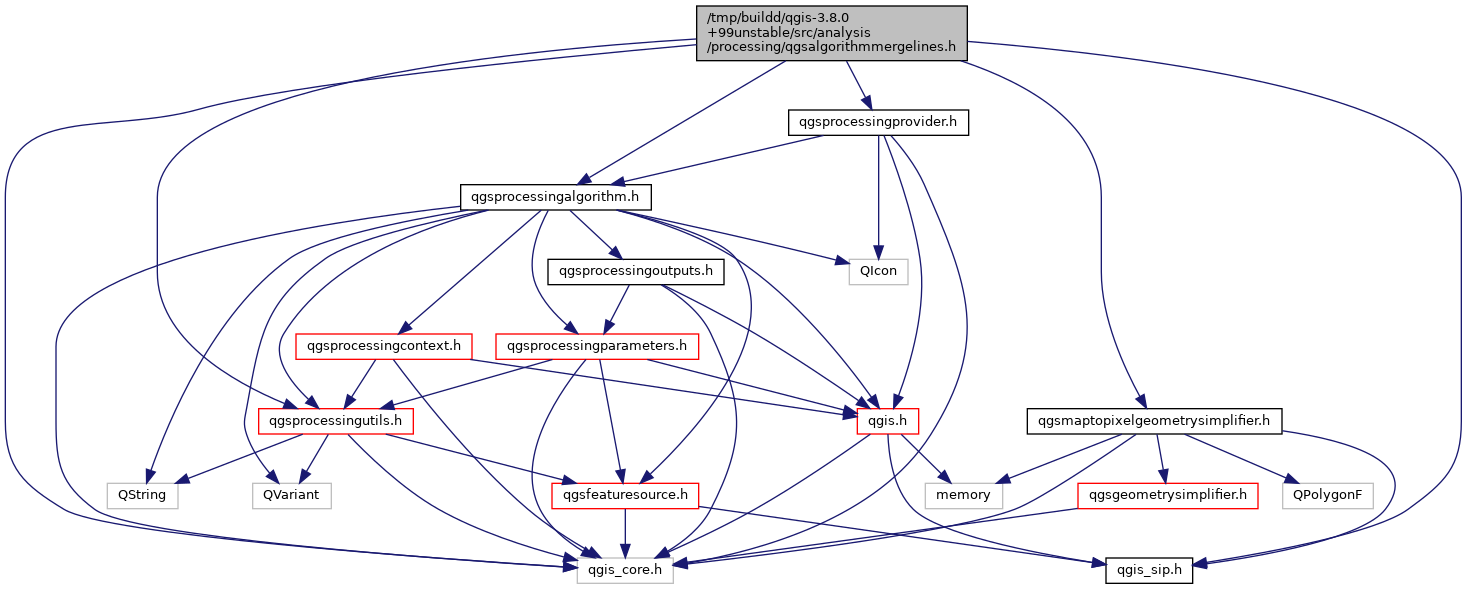 /tmp/buildd/qgis-3.8.0
+99unstable/src/analysis
/processing/qgsalgorithmmergelines.h
qgsprocessingprovider.h
qgsprocessingalgorithm.h
qgsprocessingoutputs.h
QIcon
qgsprocessingcontext.h
qgsprocessingparameters.h
qgsprocessingutils.h
qgis.h
qgsmaptopixelgeometrysimplifier.h
QString
QVariant
qgsfeaturesource.h
memory
qgsgeometrysimplifier.h
QPolygonF
qgis_core.h
qgis_sip.h